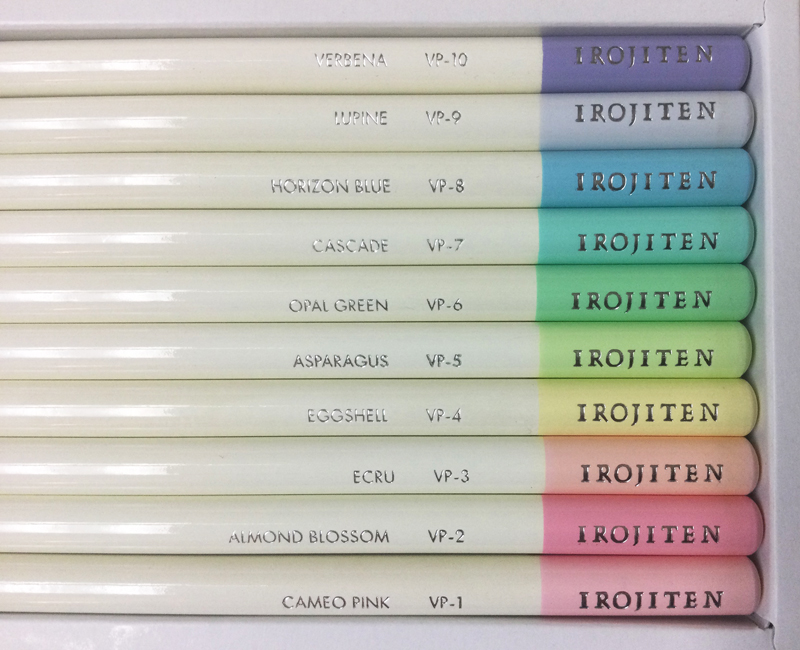 VERBENA VP-10 IROJITEN
LUPINE VP-9 IROJITEN
HORIZON BLUE VP-8 IROJITEN
CASCADE VP-7 IROJITEN
OPAL GREEN VP-6 IROJITEN
ASPARAGUS VP-5 IROJITEN
EGGSHELL VP-4 IROJITEN
ECRU VP-3 IROJITEN
ALMOND BLOSSOM VP-2 IROJITEN
CAMEO PINK VP-1 IROJITEN